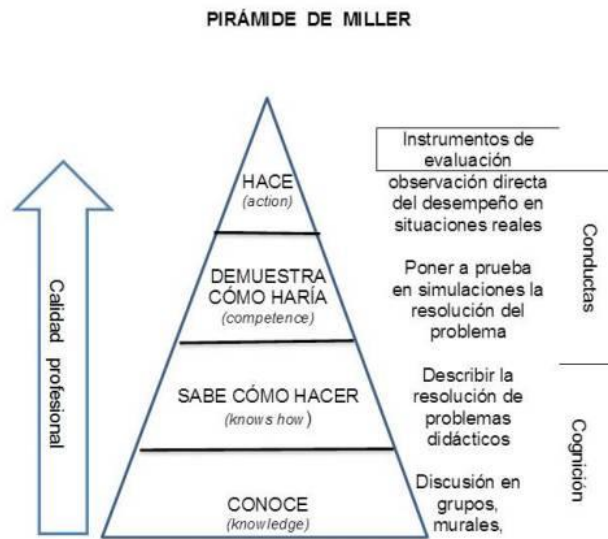 PIRÁMIDE DE MILLER
Instrumentos de
evaluación
observación directa
del desempeño en
situaciones reales
HACE
(action)
DEMUESTRA
CÓMO HARÍA
(competence)
Poner a prueba
en simulaciones la
resolución del
problema
Conductas
Calidad profesional
SABE CÓMO HACER
(knows how)
Describir la
resolución de
problemas
didácticos
Cognición
CONOCE
(knowledge)
Discusión en
grupos,
murales,